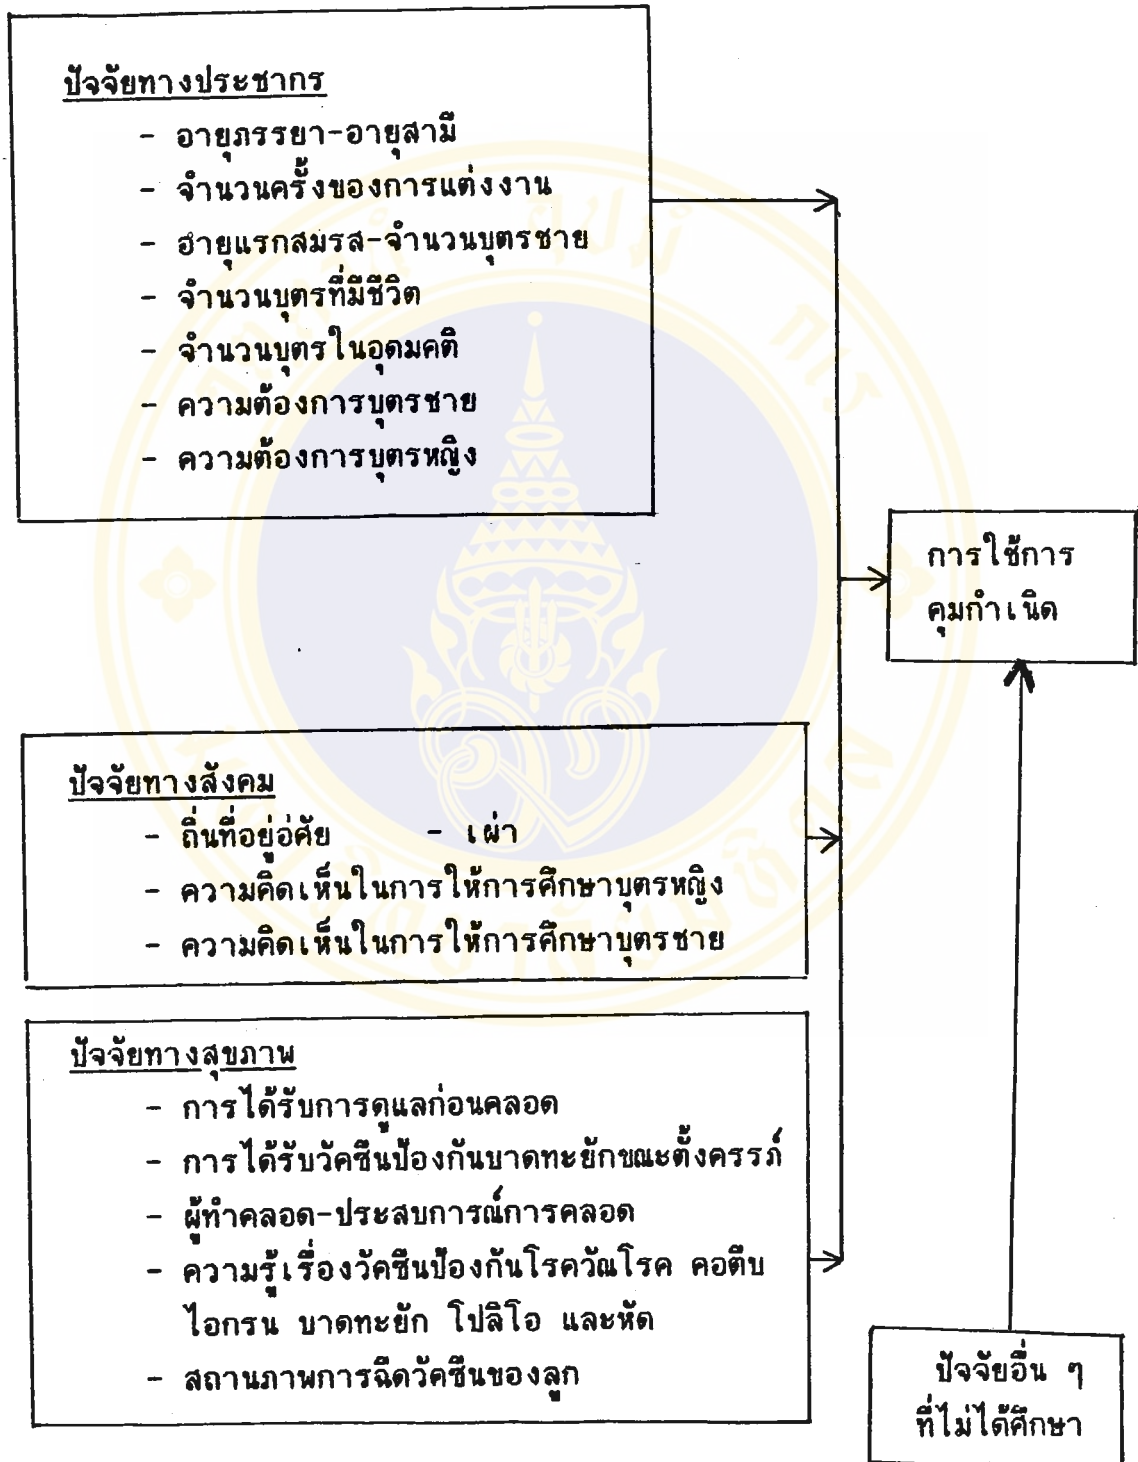 ปัจจัยทางประชากร
- อายุภรรยา-อายุสามี
- จำนวนครั้งของการแต่งงาน
- อายุแรกสมรส-จำนวนบุตรชาย
- จำนวนบุตรที่มีชีวิต
- จำนวนบุตรในอุดมคติ
- ความต้องการบุตรชาย
- ความต้องการบุตรหญิง
การใช้การ
คุมกำเนิด
ปัจจัยทางสังคม
- ถิ่นที่อยู่อ่ศัย - เผ่า
- ความคิดเห็นในการให้การศึกษาบุตรหญิง
- ความคิดเห็นในการให้การศึกษาบุตรชาย
ปัจจัยทางสุขภาพ
- การได้รับการดูแลก่อนคลอด
- การได้รับวัคซีนป้องกันบาดทะยักขณะตั้งครรภ์
- ผู้ทำคลอด-ประสบการณ์การคลอด
- ความรู้เรื่องวัคซีนป้องกันโรควัณโรค คอตีบ
ไอกรน บาดทะยัก โปลิโอ และหัด
- สถานภาพการฉีดวัคซีนของลูก
ปัจจัยอื่น ๆ
ที่ไม่ได้ศึกษา